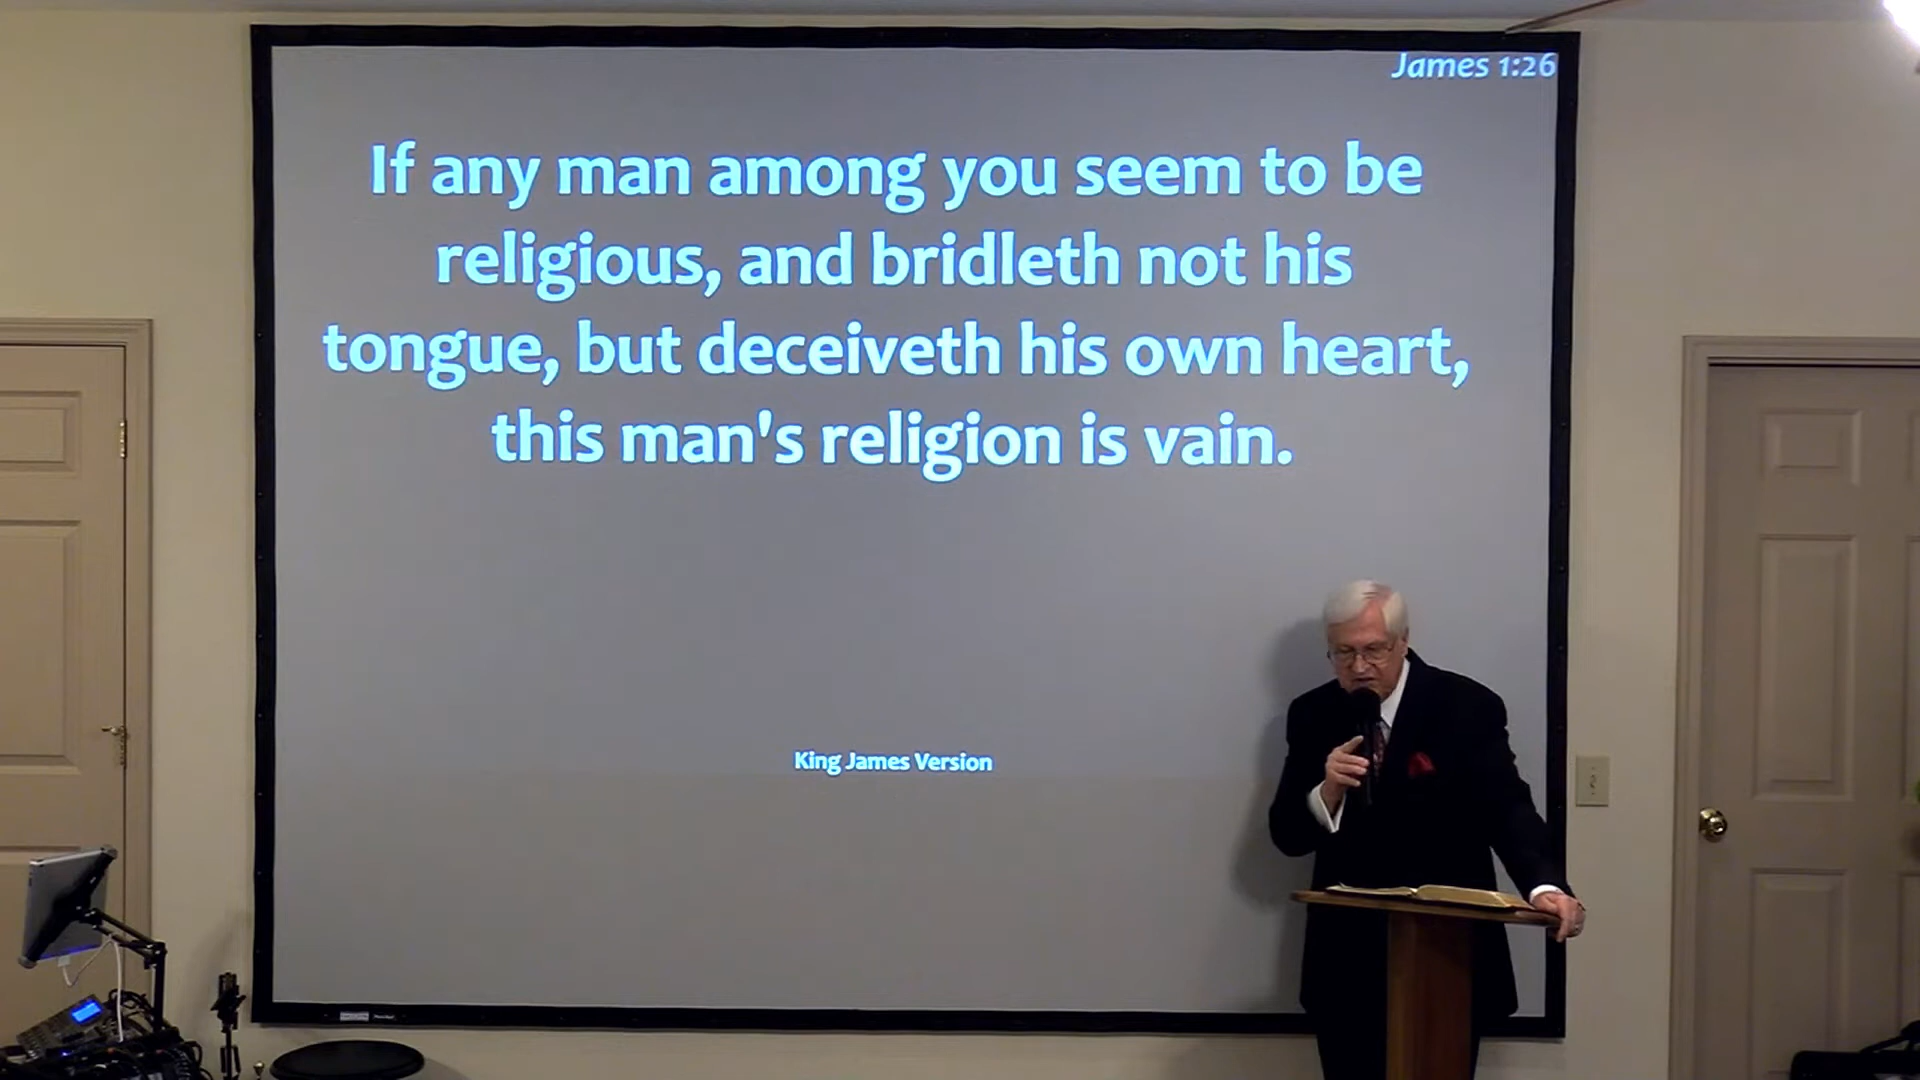 James 1:26
If any man among you seem to be
religious, and bridleth not his
tongue, but deceiveth his own heart,
this man's religion is vain.
King James Version